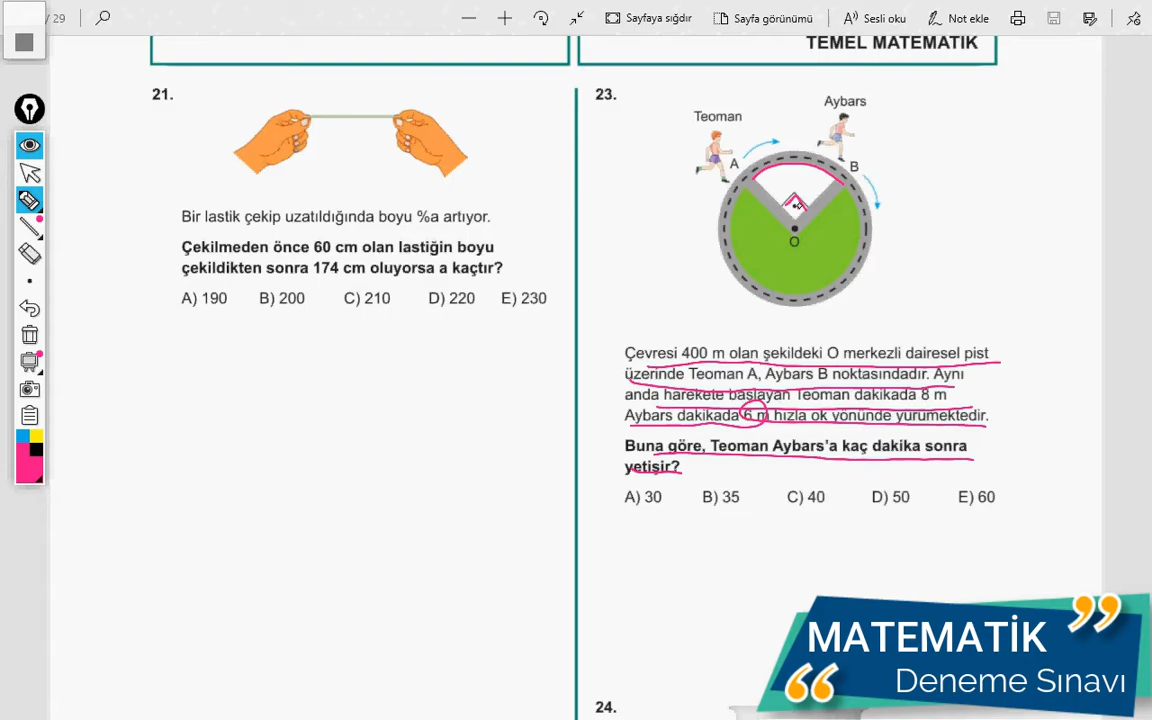 / 29
Sayfaya sığdır
Sayfa görünümü
Sesli oku
Not ekle
TEMEL MATEMATİK
21.
Bir lastik çekip uzatıldığında boyu %a artıyor.
Çekilmeden önce 60 cm olan lastiğin boyu
çekildikten sonra 174 cm oluyorsa a kaçtır?
A) 190 B) 200 C) 210 D) 220 E) 230
23.
Teoman
Aybars
A
B
O
Çevresi 400 m olan şekildeki O merkezli dairesel pist
üzerinde Teoman A, Aybars B noktasındadır. Aynı
anda harekete başlayan Teoman dakikada 8 m
Aybars dakikada 6 m hızla ok yönünde yürümektedir.
Buna göre, Teoman Aybars'a kaç dakika sonra
yetişir?
A) 30 B) 35 C) 40 D) 50 E) 60
24.
MATEMATİK
Deneme Sınavı